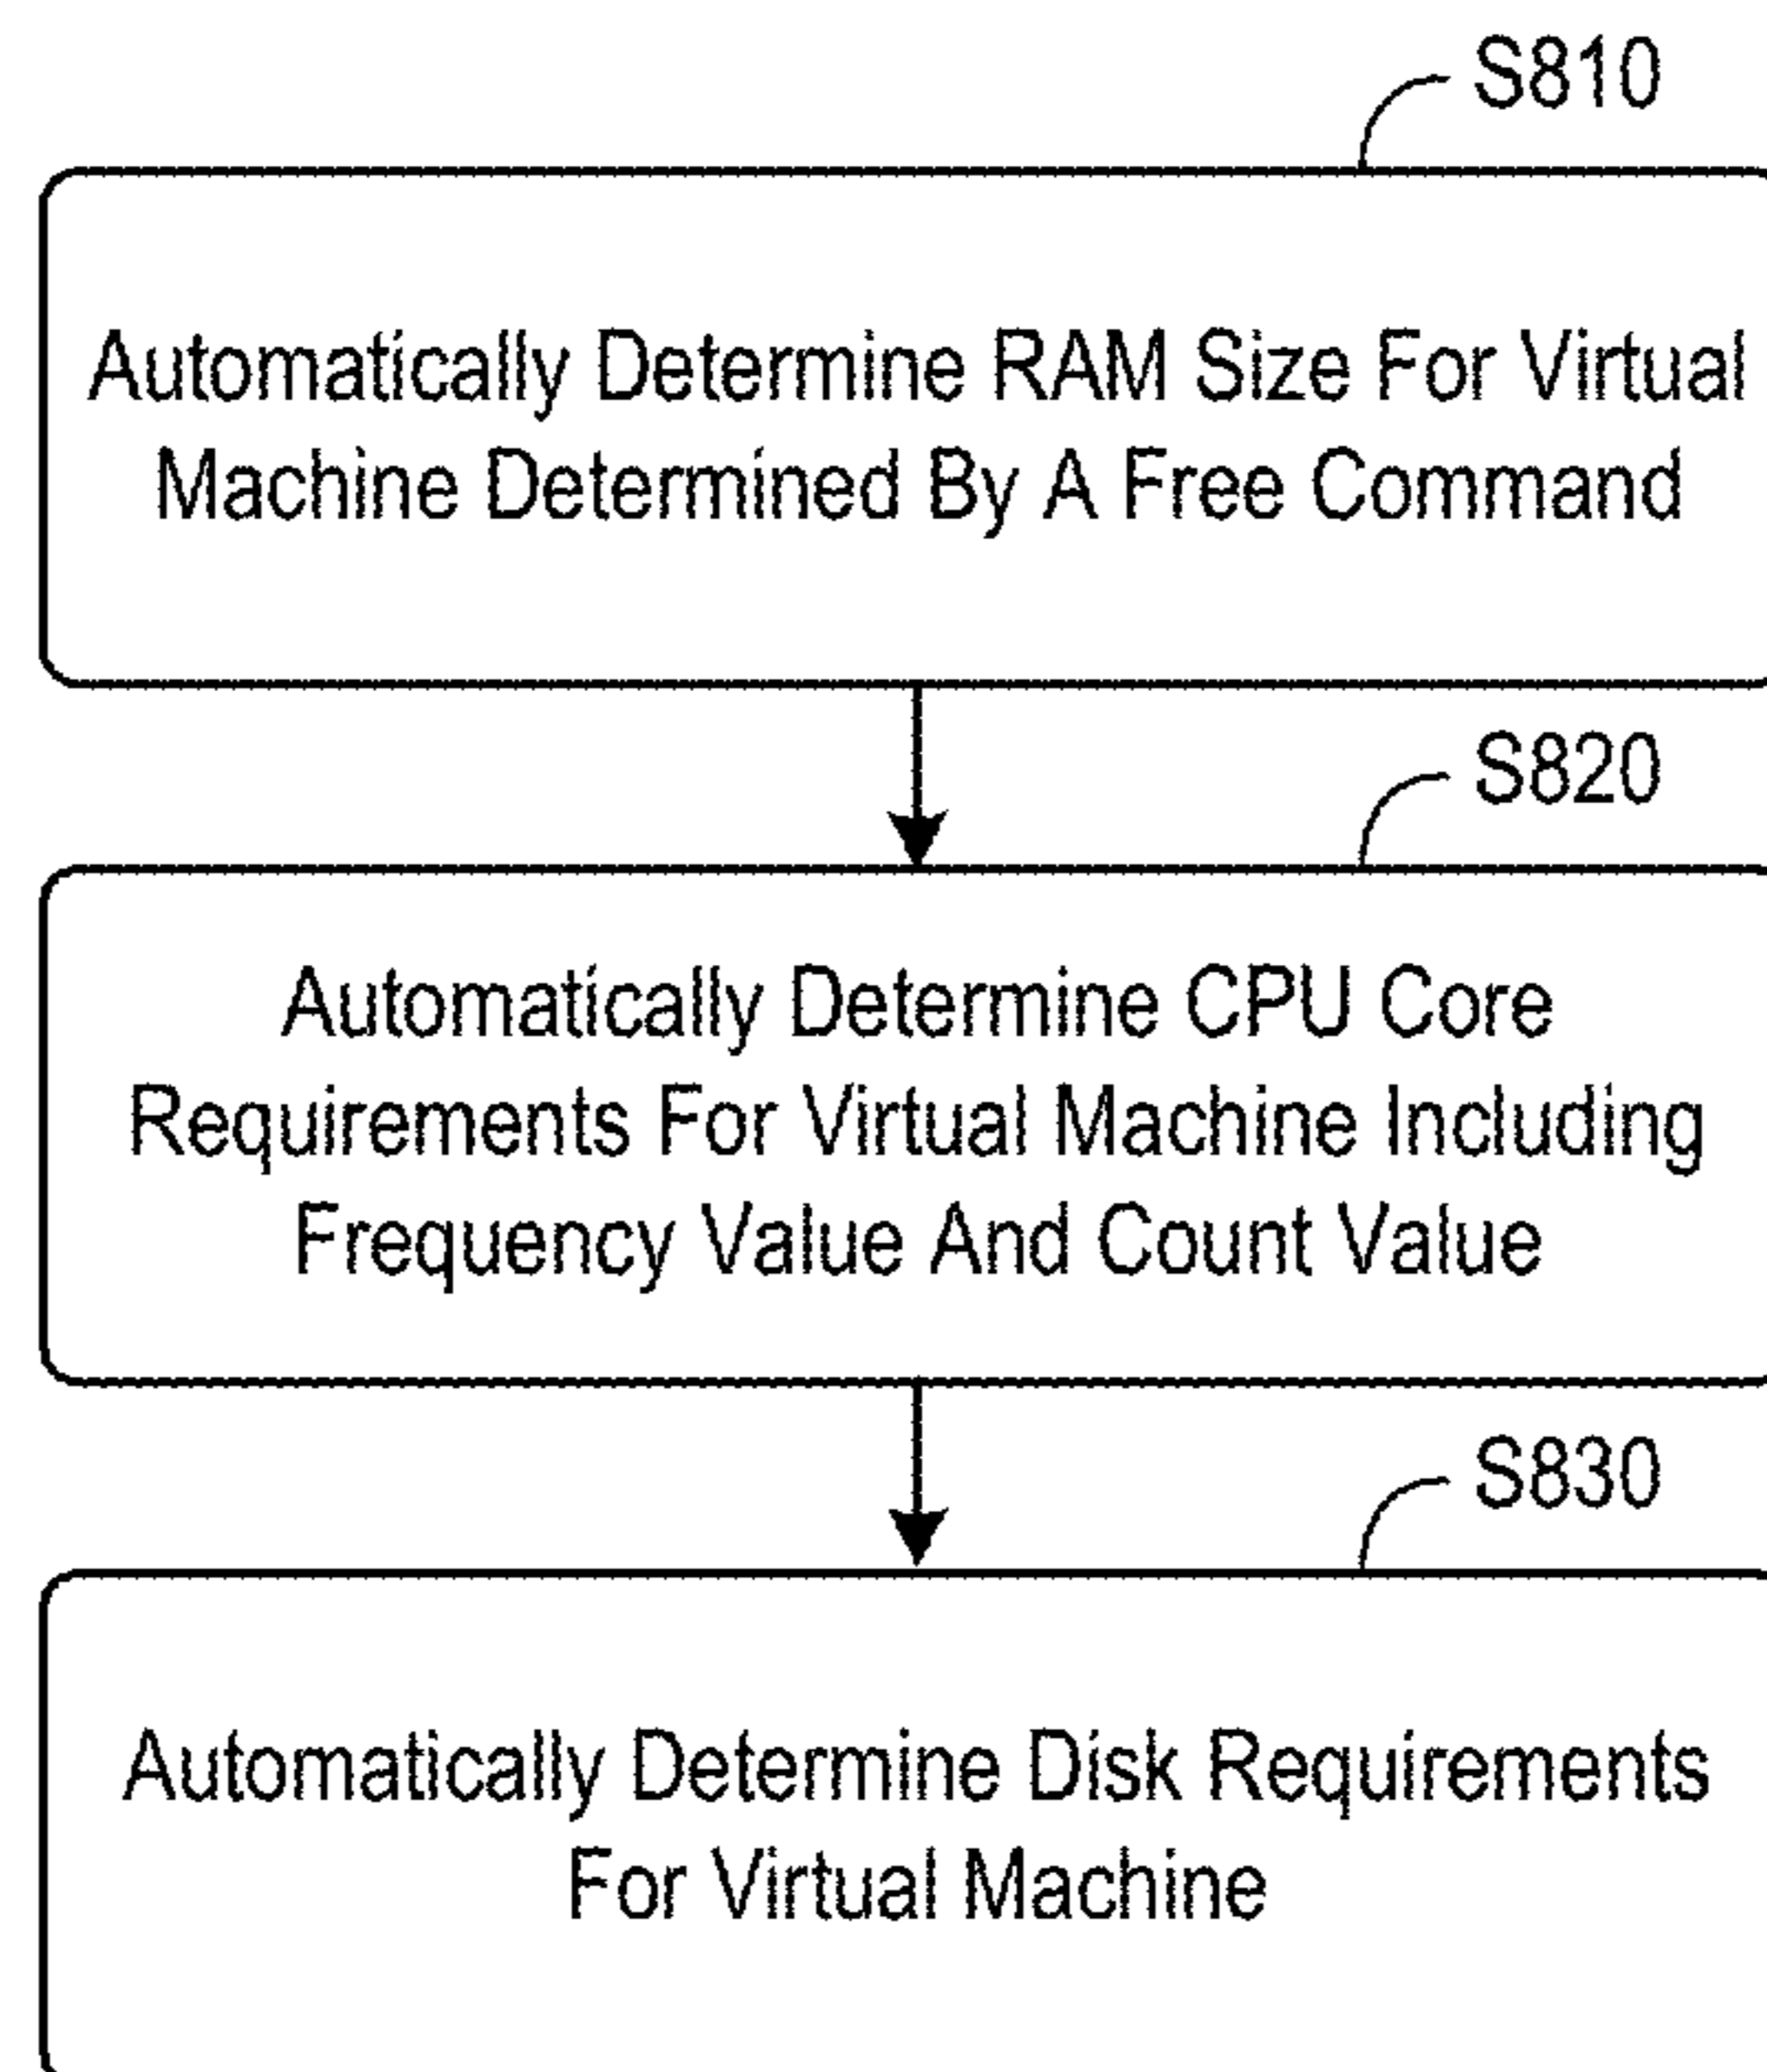 S810
Automatically Determine RAM Size For Virtual
Machine Determined By A Free Command
S820
Automatically Determine CPU Core
Requirements For Virtual Machine Including
Frequency Value And Count Value
S830
Automatically Determine Disk Requirements
For Virtual Machine